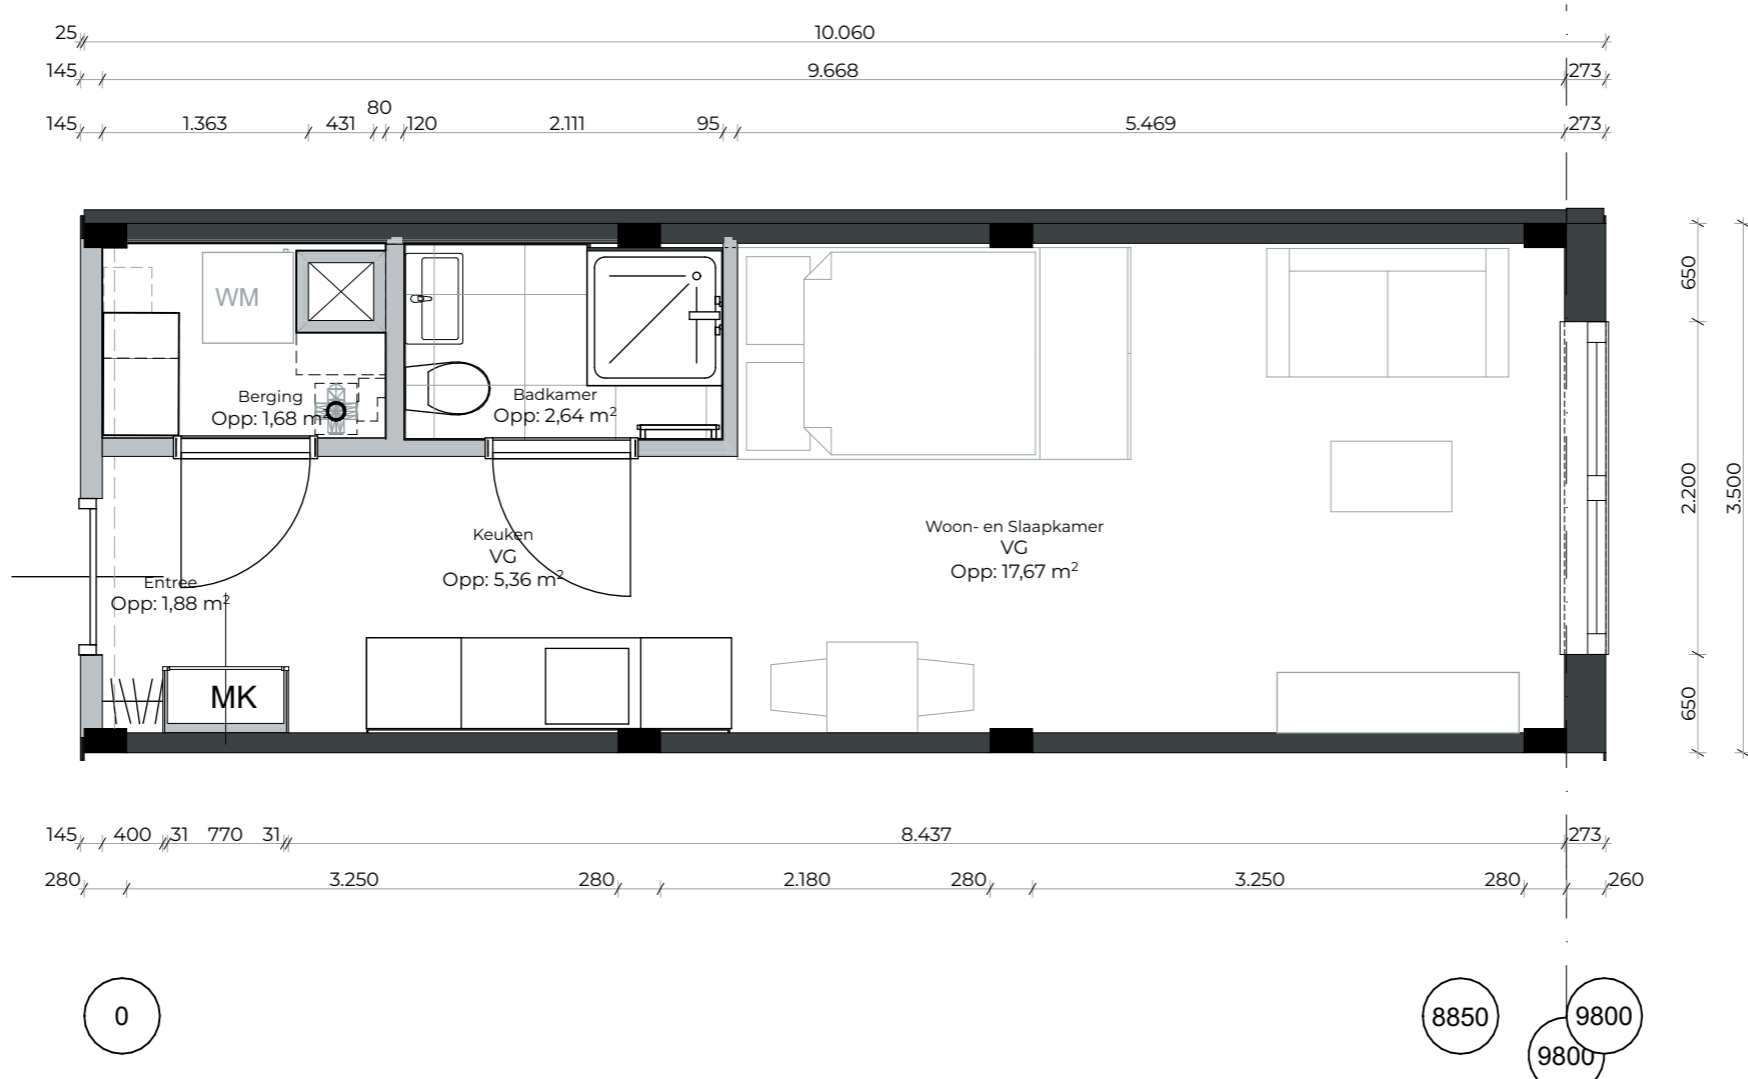 25 10.060
145 9.668 273
80
145 1.363 431 120 2.111 95 5.469 273
650
WM
Berging
Opp: 1,68 m²
Badkamer
Opp: 2,64 m²
2.200
3.500
Woon- en Slaapkamer
VG
Opp: 17,67 m²
Keuken
VG
Opp: 5,36 m²
Entree
Opp: 1,88 m²
MK
650
145 400 31 770 31 8.437 273
280 3.250 280 2.180 280 3.250 280 260
0 8850 9800
9800